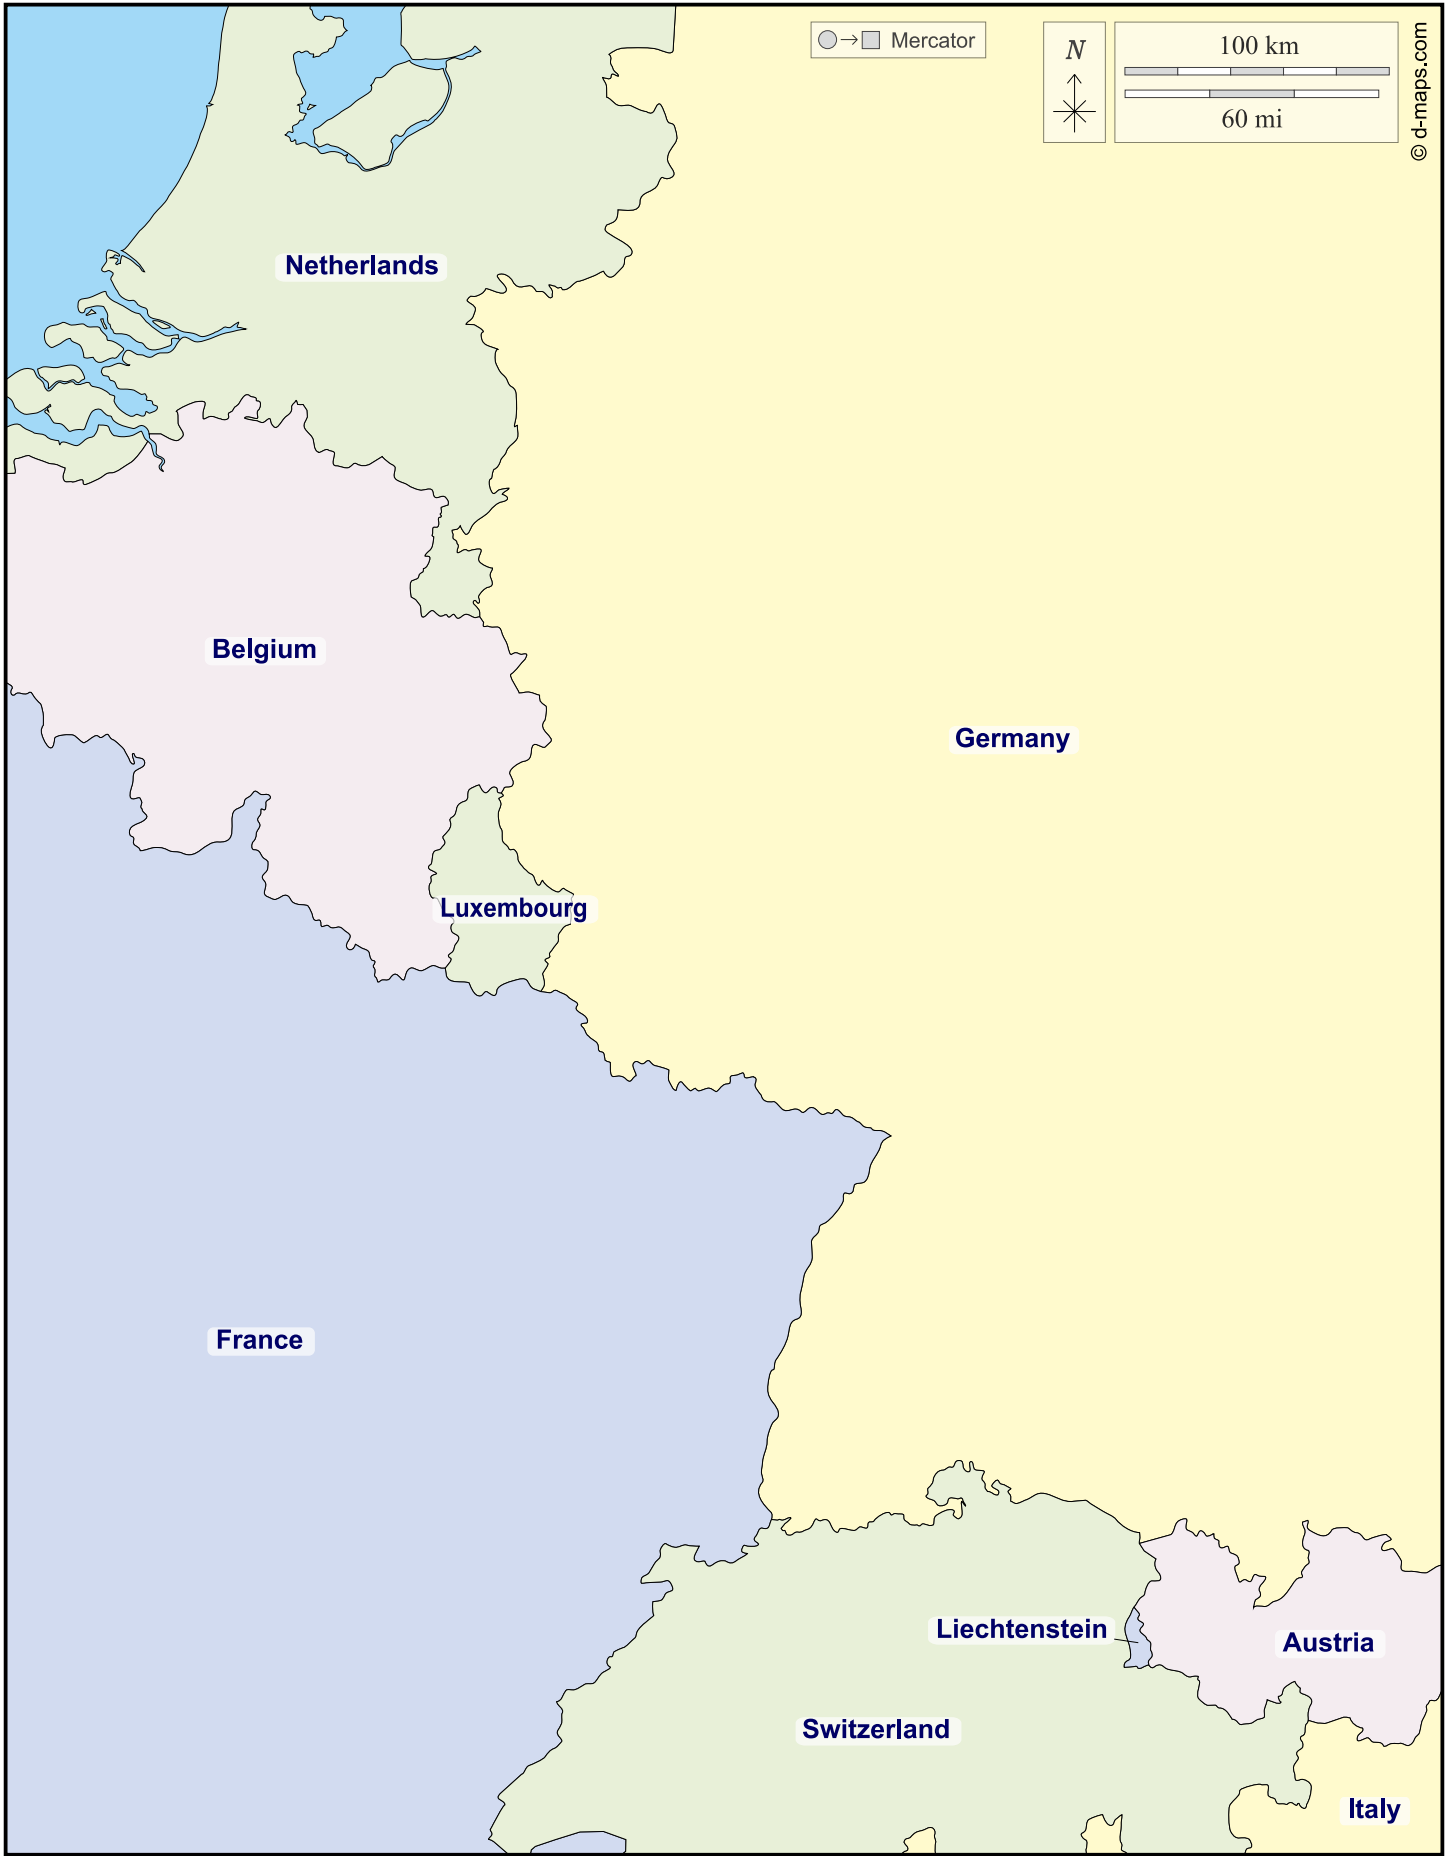 Mercator
N
100 km
60 mi
© d-maps.com
Netherlands
Belgium
Germany
Luxembourg
France
Liechtenstein
Austria
Switzerland
Italy